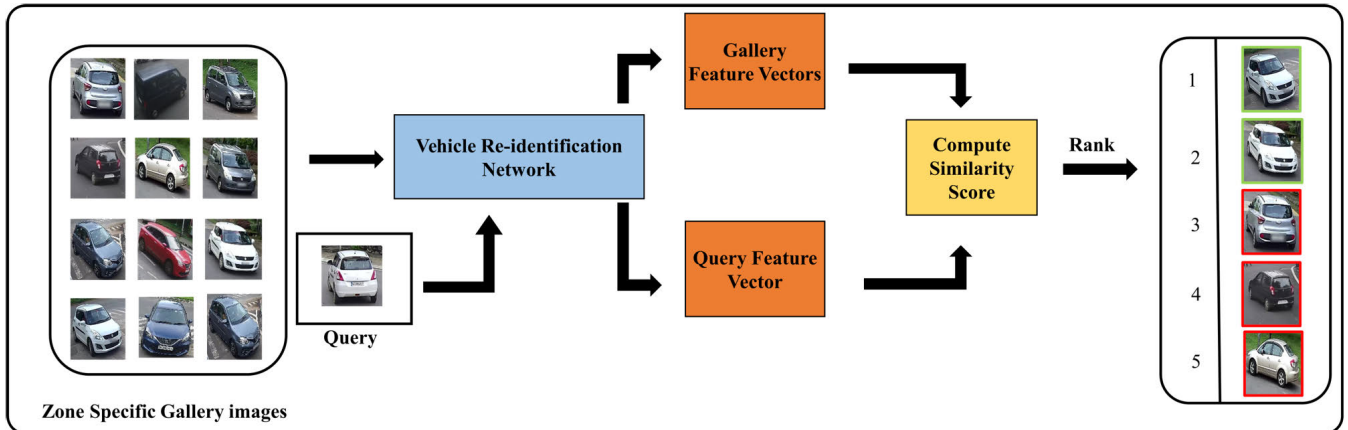 Gallery
Feature Vectors
Vehicle Re-identification
Network
Compute
Similarity
Score
Rank
Query Feature
Vector
Query
Zone Specific Gallery images
1
2
3
4
5